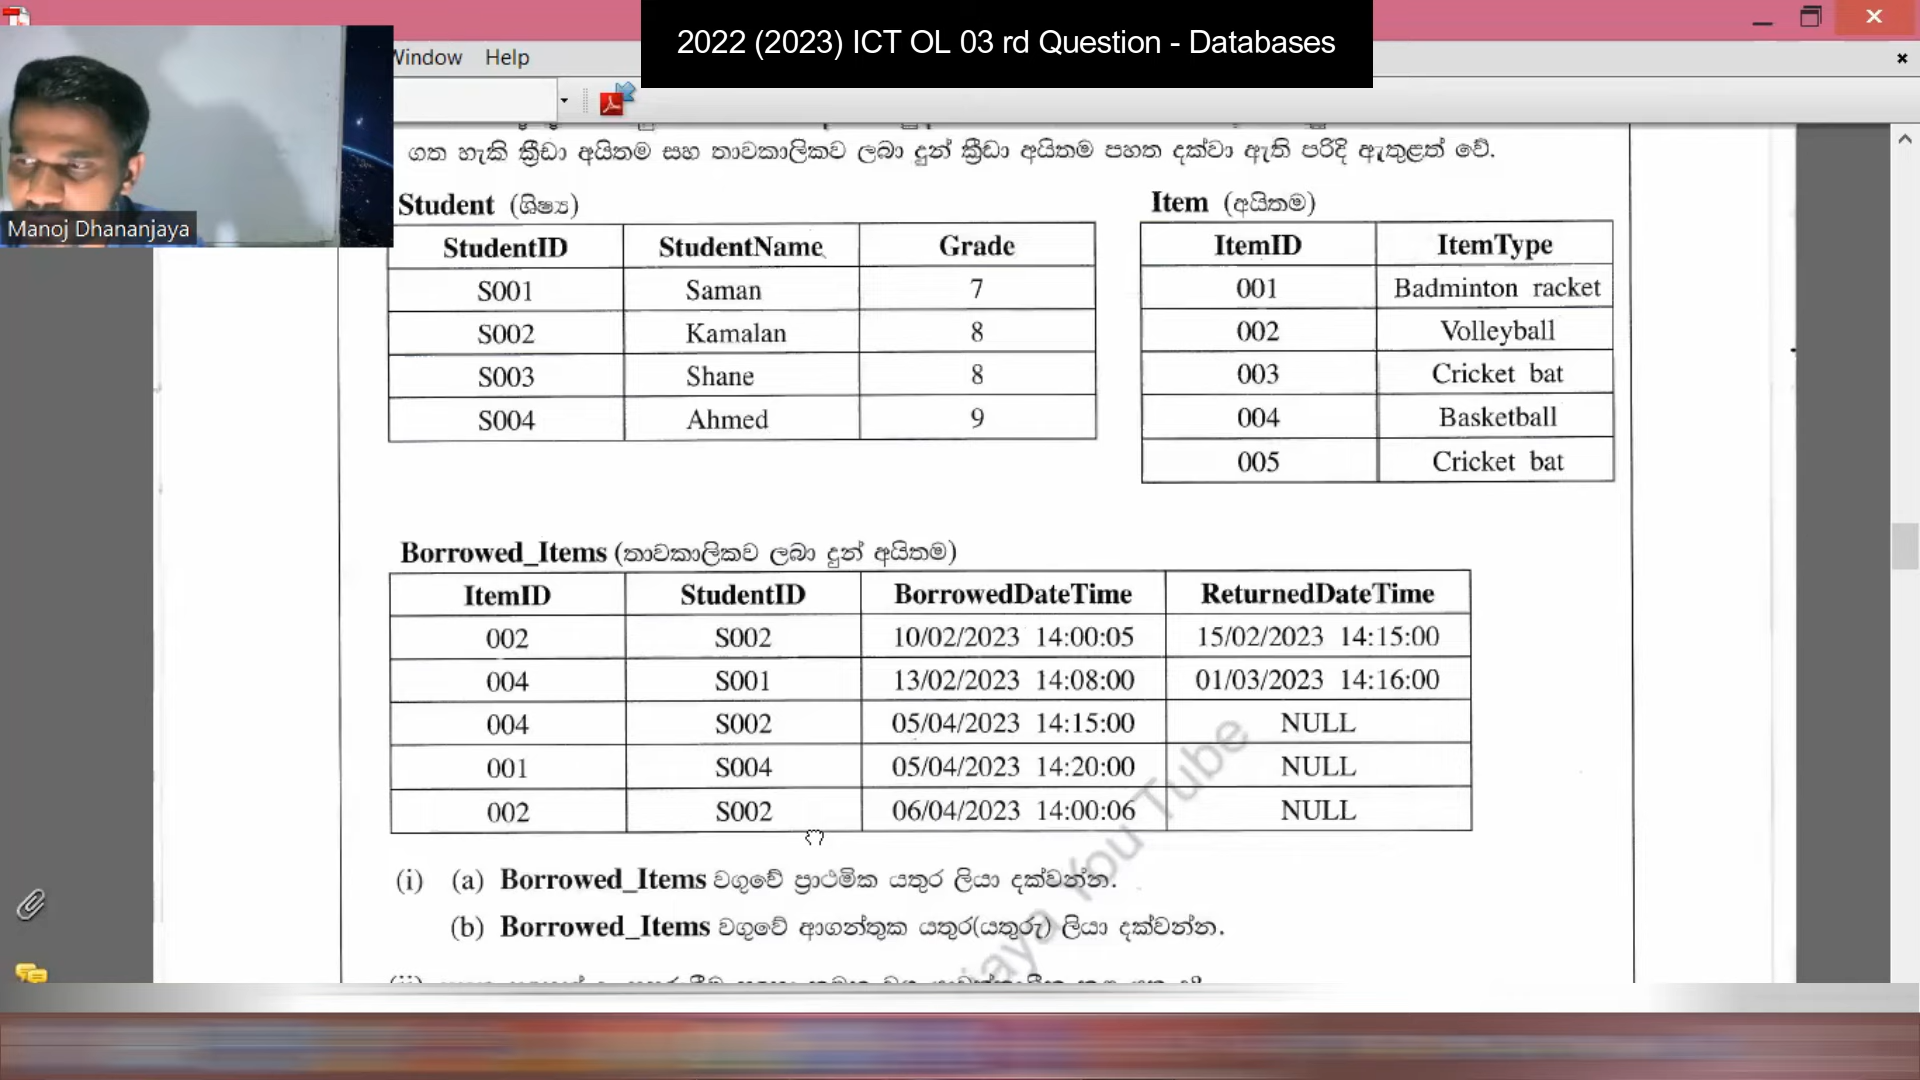 2022 (2023) ICT OL 03 rd Question - Databases
Window Help
Manoj Dhananjaya
ගත හැකි ක්‍රීඩා අයිතම සහ තාවකාලිකව ලබා දුන් ක්‍රීඩා අයිතම පහත දක්වා ඇති පරිදි ඇතුළත් වේ.
Student (ශිෂ්‍ය)
StudentID StudentName Grade
S001 Saman 7
S002 Kamalan 8
S003 Shane 8
S004 Ahmed 9
Item (අයිතම)
ItemID ItemType
001 Badminton racket
002 Volleyball
003 Cricket bat
004 Basketball
005 Cricket bat
Borrowed_Items (තාවකාලිකව ලබා දුන් අයිතම)
ItemID StudentID BorrowedDateTime ReturnedDateTime
002 S002 10/02/2023 14:00:05 15/02/2023 14:15:00
004 S001 13/02/2023 14:08:00 01/03/2023 14:16:00
004 S002 05/04/2023 14:15:00 NULL
001 S004 05/04/2023 14:20:00 NULL
002 S002 06/04/2023 14:00:06 NULL
(i) (a) Borrowed_Items වගුවේ ප්‍රාථමික යතුර ලියා දක්වන්න.
(b) Borrowed_Items වගුවේ ආගන්තුක යතුර(යතුරු) ලියා දක්වන්න.
jaya You Tube